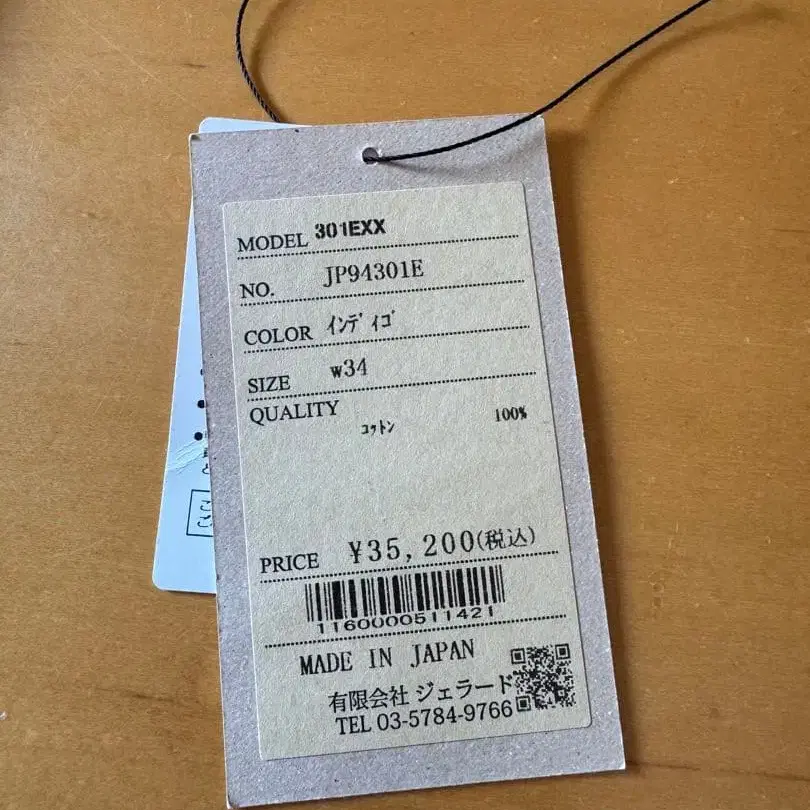 MODEL 301EXX
NO. JP94301E
COLOR ｲﾝﾃﾞｨｺﾞ
SIZE w34
QUALITY
ｺｯﾄﾝ 100%
PRICE ¥35,200(税込)
1160000511421
MADE IN JAPAN
有限会社 ジェラード
TEL 03-5784-9766